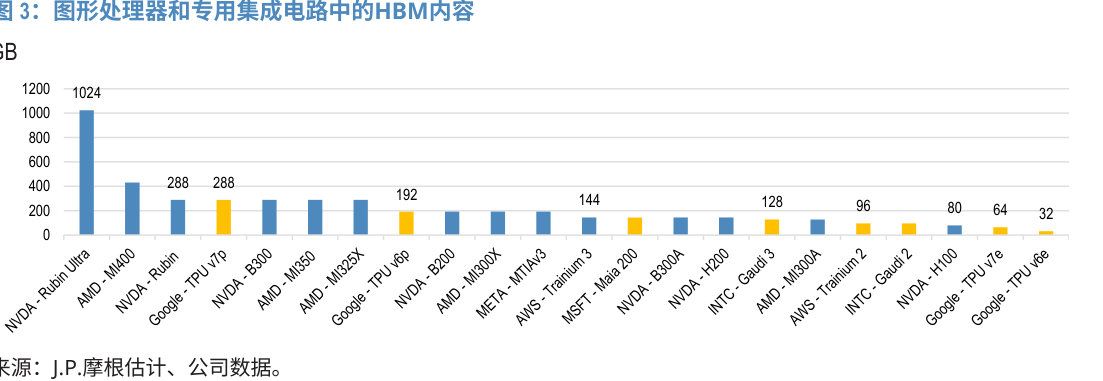 图 3：图形处理器和专用集成电路中的HBM内容
GB
1200
1000
800
600
400
200
0
1024
288
288
192
144
128
96
80
64
32
NVDA - Rubin Ultra
AMD - MI400
NVDA - Rubin
Google - TPU v7p
NVDA - B300
AMD - MI350
AMD - MI325X
Google - TPU v6p
NVDA - B200
AMD - MI300X
META - MTIAv3
AWS - Trainium 3
MSFT - Maia 200
NVDA - B300A
NVDA - H200
INTC - Gaudi 3
AMD - MI300A
AWS - Trainium 2
INTC - Gaudi 2
NVDA - H100
Google - TPU v7e
Google - TPU v6e
来源：J.P.摩根估计、公司数据。